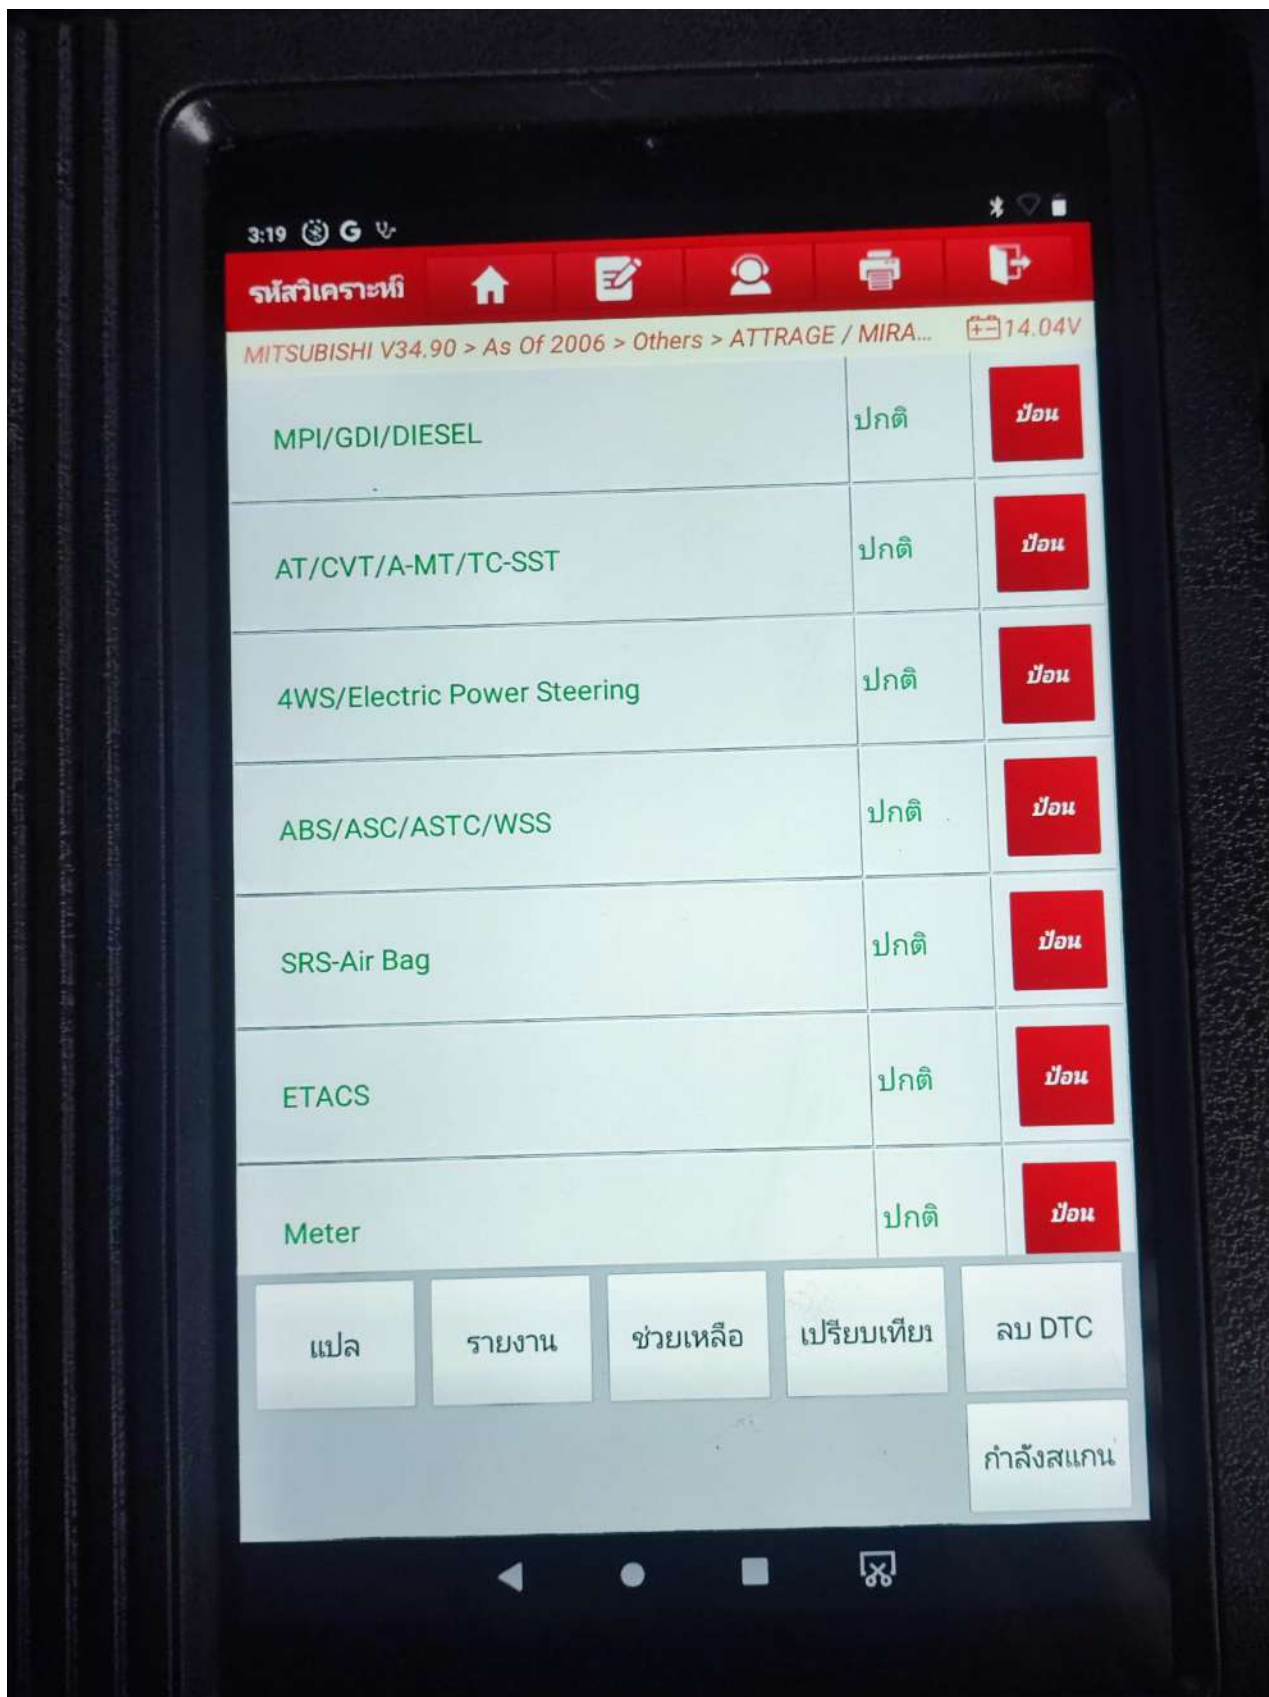 3:19 G
รหัสวิเคราะห์
MITSUBISHI V34.90 > As Of 2006 > Others > ATTRAGE / MIRA... 14.04V
MPI/GDI/DIESEL ปกติ ป้อน
AT/CVT/A-MT/TC-SST ปกติ ป้อน
4WS/Electric Power Steering ปกติ ป้อน
ABS/ASC/ASTC/WSS ปกติ ป้อน
SRS-Air Bag ปกติ ป้อน
ETACS ปกติ ป้อน
Meter ปกติ ป้อน
แปล รายงาน ช่วยเหลือ เปรียบเทียบ ลบ DTC
กำลังสแกน